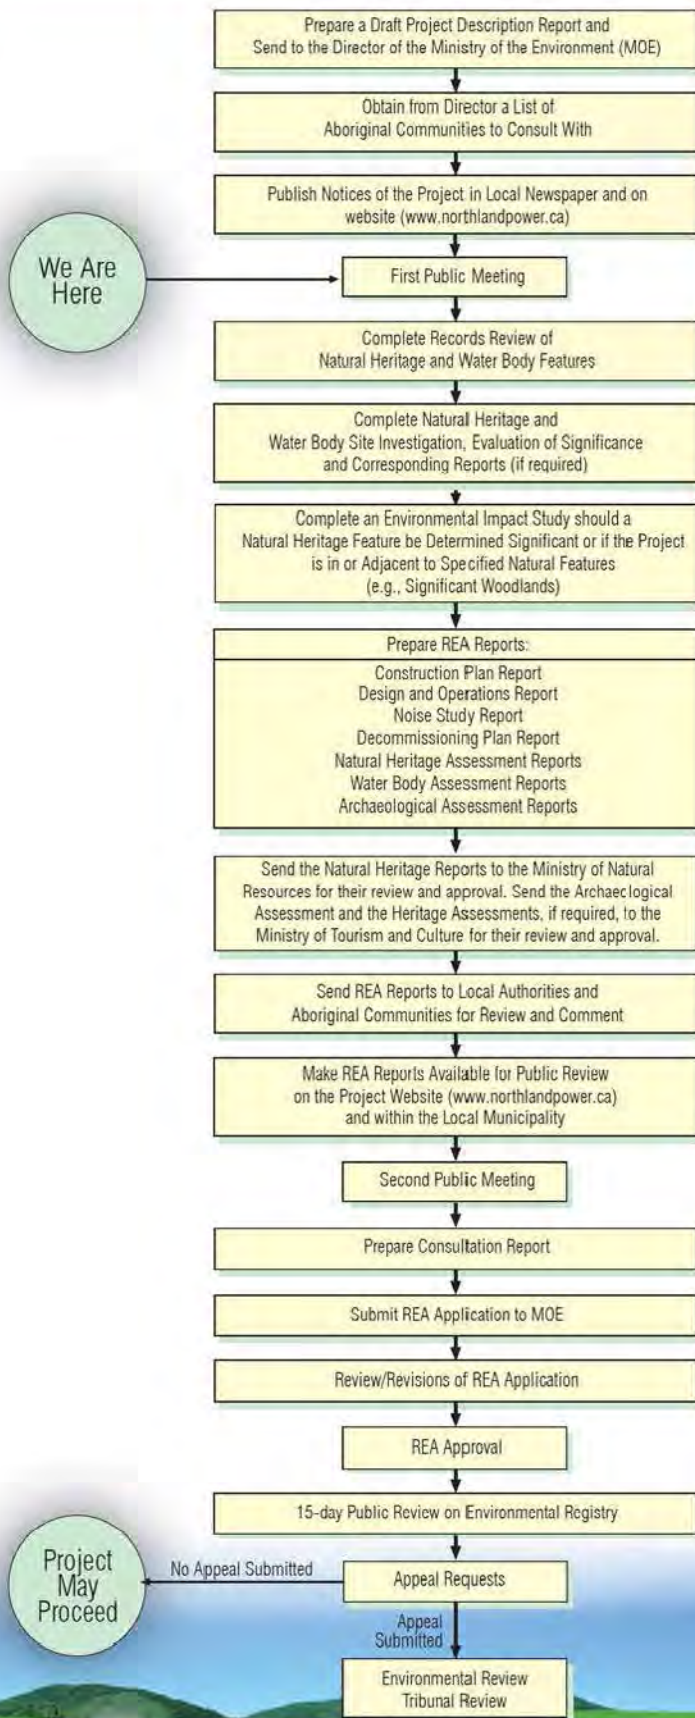 Prepare a Draft Project Description Report and
Send to the Director of the Ministry of the Environment (MOE)
Obtain from Director a List of
Aboriginal Communities to Consult With
Publish Notices of the Project in Local Newspaper and on
website (www.northlandpower.ca)
We Are
Here
First Public Meeting
Complete Records Review of
Natural Heritage and Water Body Features
Complete Natural Heritage and
Water Body Site Investigation, Evaluation of Significance
and Corresponding Reports (if required)
Complete an Environmental Impact Study should a
Natural Heritage Feature be Determined Significant or if the Project
is in or Adjacent to Specified Natural Features
(e.g., Significant Woodlands)
Prepare REA Reports:
Construction Plan Report
Design and Operations Report
Noise Study Report
Decommissioning Plan Report
Natural Heritage Assessment Reports
Water Body Assessment Reports
Archaeological Assessment Reports
Send the Natural Heritage Reports to the Ministry of Natural
Resources for their review and approval. Send the Archaeological
Assessment and the Heritage Assessments, if required, to the
Ministry of Tourism and Culture for their review and approval.
Send REA Reports to Local Authorities and
Aboriginal Communities for Review and Comment
Make REA Reports Available for Public Review
on the Project Website (www.northlandpower.ca)
and within the Local Municipality
Second Public Meeting
Prepare Consultation Report
Submit REA Application to MOE
Review/Revisions of REA Application
REA Approval
15-day Public Review on Environmental Registry
Project
May
Proceed
No Appeal Submitted
Appeal Requests
Appeal
Submitted
Environmental Review
Tribunal Review